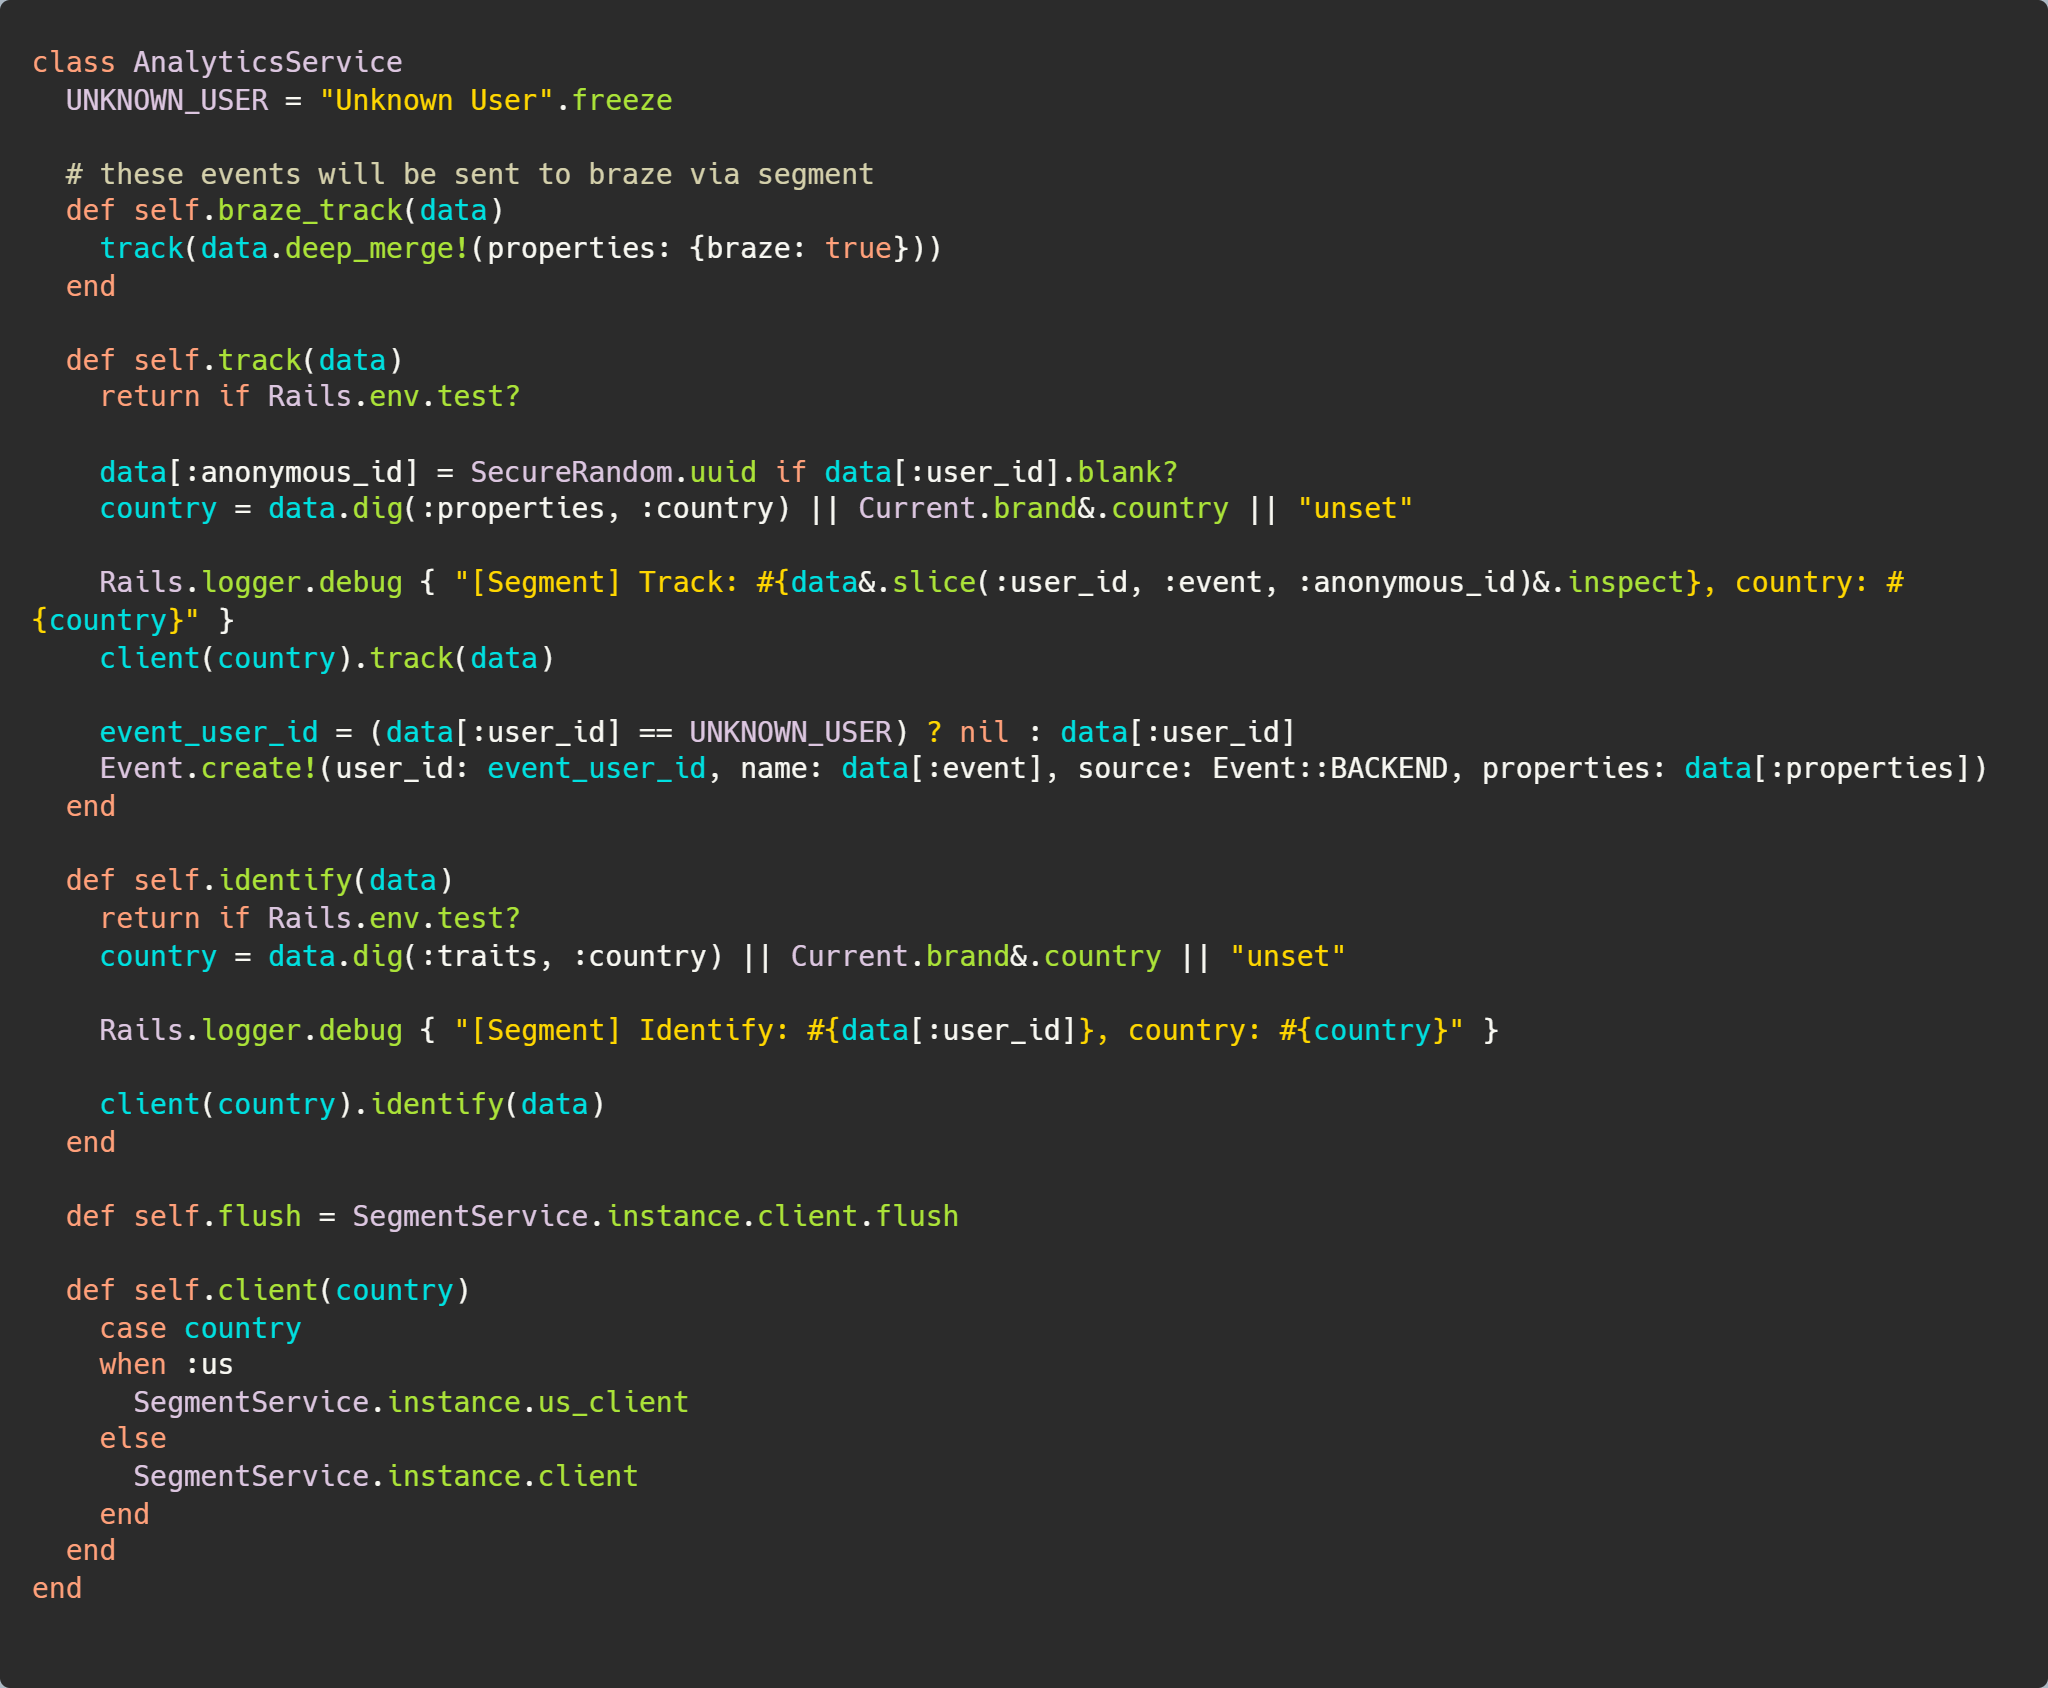 class AnalyticsService
  UNKNOWN_USER = "Unknown User".freeze

  # these events will be sent to braze via segment
  def self.braze_track(data)
    track(data.deep_merge!(properties: {braze: true}))
  end

  def self.track(data)
    return if Rails.env.test?

    data[:anonymous_id] = SecureRandom.uuid if data[:user_id].blank?
    country = data.dig(:properties, :country) || Current.brand&.country || "unset"

    Rails.logger.debug { "[Segment] Track: #{data&.slice(:user_id, :event, :anonymous_id)&.inspect}, country: #
{country}" }
    client(country).track(data)

    event_user_id = (data[:user_id] == UNKNOWN_USER) ? nil : data[:user_id]
    Event.create!(user_id: event_user_id, name: data[:event], source: Event::BACKEND, properties: data[:properties])
  end

  def self.identify(data)
    return if Rails.env.test?
    country = data.dig(:traits, :country) || Current.brand&.country || "unset"

    Rails.logger.debug { "[Segment] Identify: #{data[:user_id]}, country: #{country}" }

    client(country).identify(data)
  end

  def self.flush = SegmentService.instance.client.flush

  def self.client(country)
    case country
    when :us
      SegmentService.instance.us_client
    else
      SegmentService.instance.client
    end
  end
end